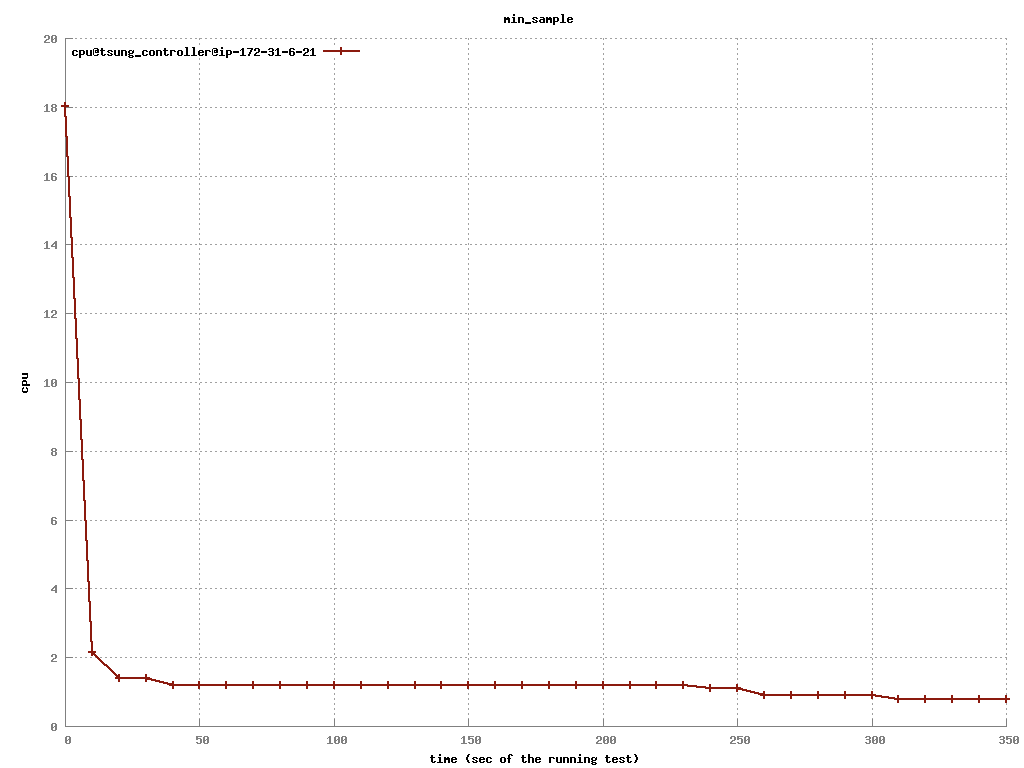 min_sample
cpu@tsung_controller@ip-172-31-6-21
20
18
16
14
12
10
8
6
4
2
0
cpu
0 50 100 150 200 250 300 350
time (sec of the running test)